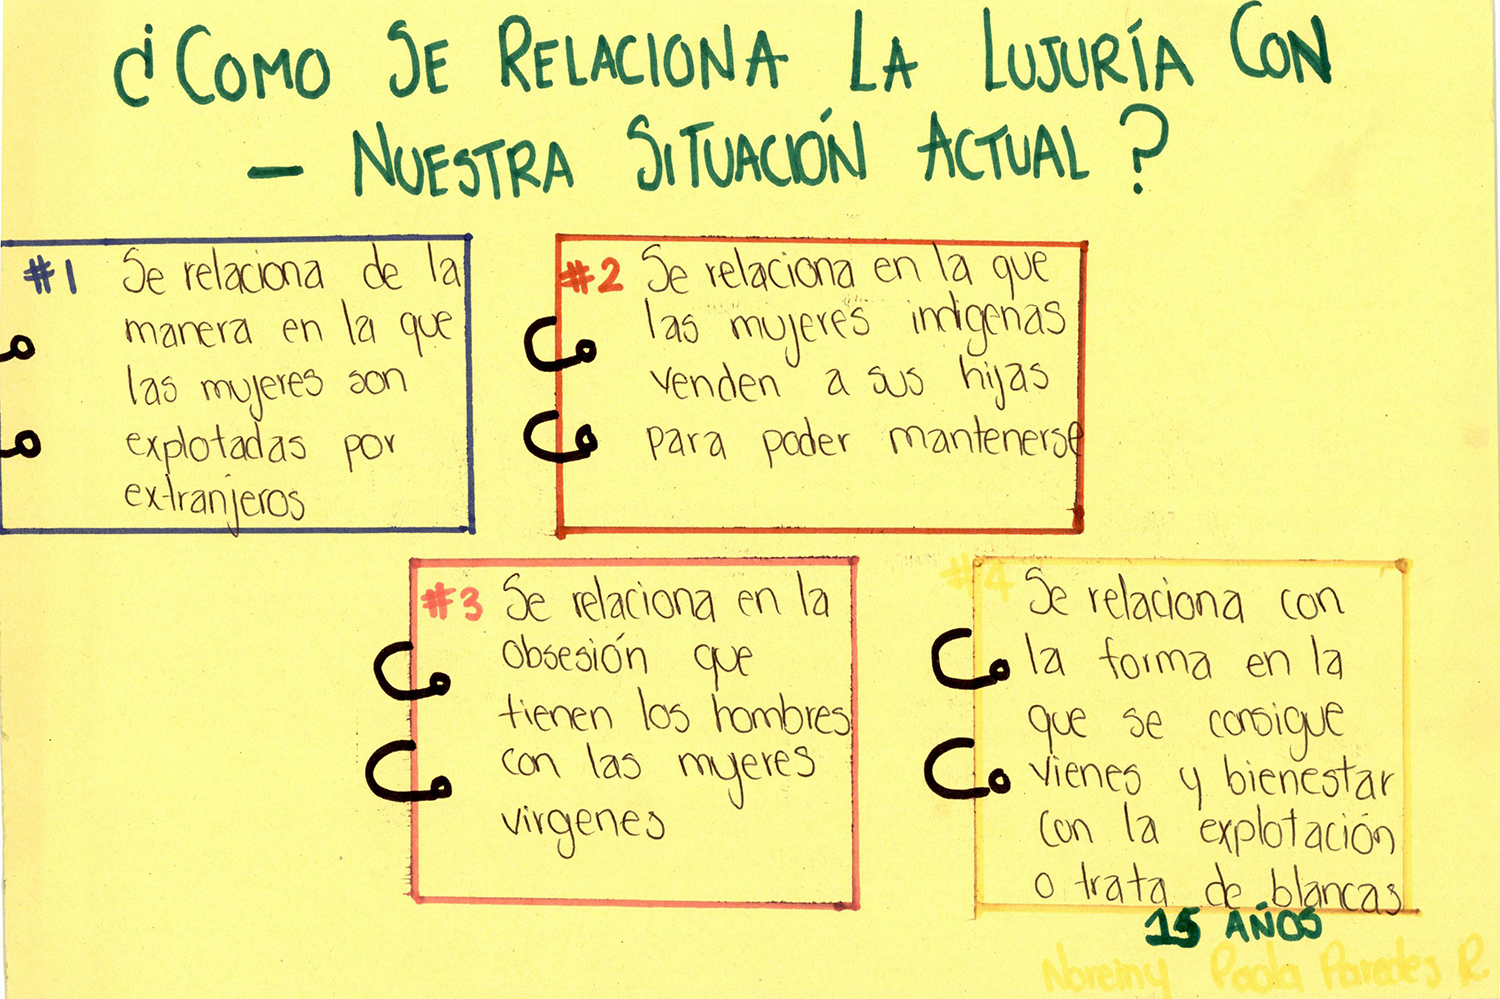 ¿COMO SE RELACIONA LA LUJURÍA CON
– NUESTRA SITUACIÓN ACTUAL?
#1 Se relaciona de la
manera en la que
las mujeres son
explotadas por
extranjeros
#2 Se relaciona en la que
las mujeres indigenas
venden a sus hijas
para poder mantenerse
#3 Se relaciona en la
obsesión que
tienen los hombres
con las mujeres
virgenes
#4 Se relaciona con
la forma en la
que se consigue
vienes y bienestar
con la explotación
o trata de blancas
15 AÑOS
Noreimy Paola Paredes R